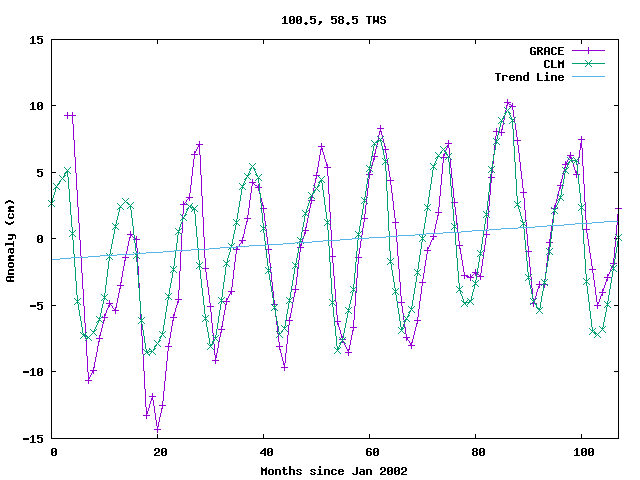 100.5, 58.5 TWS
GRACE
CLM
Trend Line
Anomaly (cm)
15
10
5
0
-5
-10
-15
0 20 40 60 80 100
Months since Jan 2002